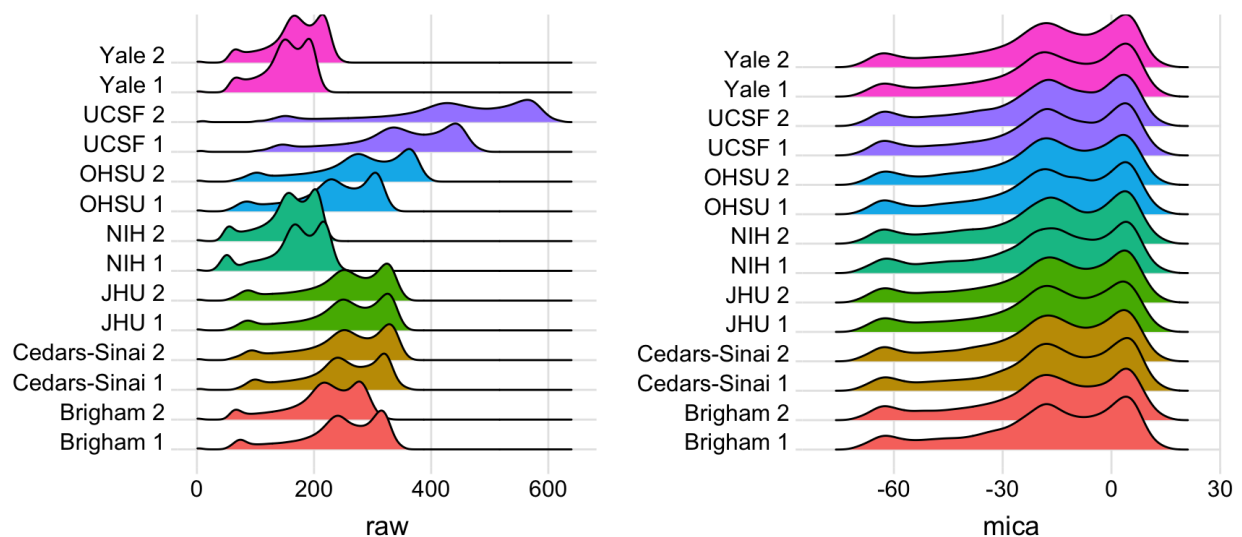 Yale 2
Yale 1
UCSF 2
UCSF 1
OHSU 2
OHSU 1
NIH 2
NIH 1
JHU 2
JHU 1
Cedars-Sinai 2
Cedars-Sinai 1
Brigham 2
Brigham 1
0 200 400 600
raw
Yale 2
Yale 1
UCSF 2
UCSF 1
OHSU 2
OHSU 1
NIH 2
NIH 1
JHU 2
JHU 1
Cedars-Sinai 2
Cedars-Sinai 1
Brigham 2
Brigham 1
-60 -30 0 30
mica